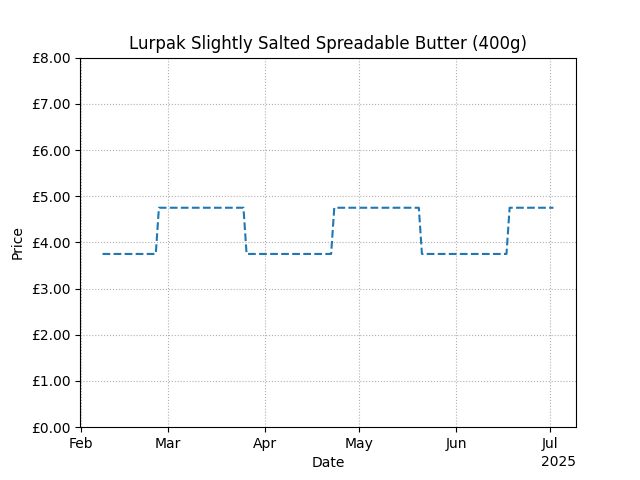 Lurpak Slightly Salted Spreadable Butter (400g)
£8.00
£7.00
£6.00
£5.00
£4.00
£3.00
£2.00
£1.00
£0.00
Price
Feb Mar Apr May Jun Jul
2025
Date